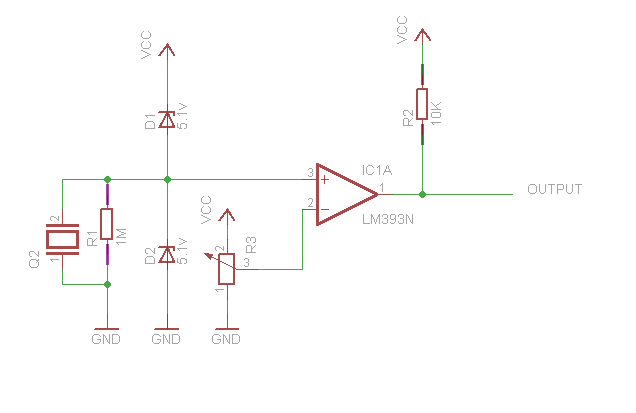 VCC
VCC
D1
5.1v
R2
10K
3
+
IC1A
1
OUTPUT
2
−
LM393N
2
Q2
1
R1
1M
D2
5.1v
VCC
2
R3
3
1
GND
GND
GND